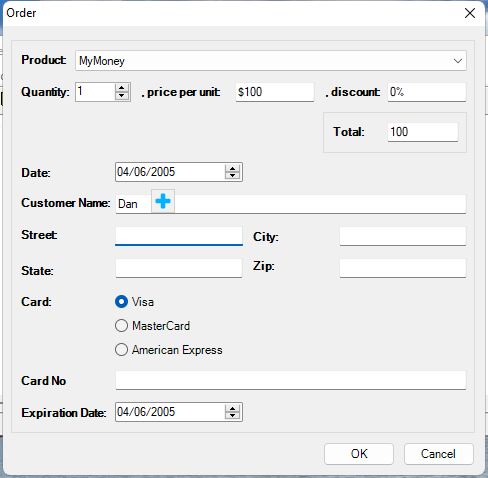 Order
Product: MyMoney
Quantity: 1 , price per unit: $100 , discount: 0%
Total: 100
Date: 04/06/2005
Customer Name: Dan
Street: City:
State: Zip:
Card: Visa
MasterCard
American Express
Card No
Expiration Date: 04/06/2005
OK Cancel